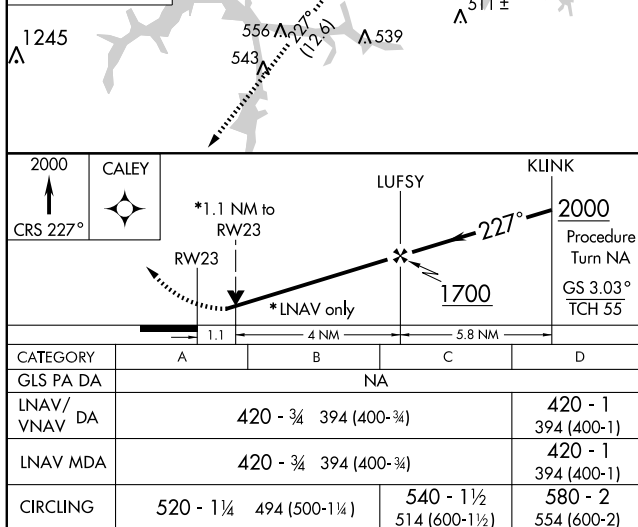 1245
556
227°
(12.6)
539
511 ±
543
2000
CRS 227°
CALEY
*1.1 NM to
RW23
RW23
LUFSY
KLINK
227°
2000
Procedure
Turn NA
1700
GS 3.03°
TCH 55
*LNAV only
1.1
4 NM
5.8 NM
CATEGORY A B C D
GLS PA DA NA
LNAV/
VNAV DA 420 - ¾ 394 (400-¾) 420 - 1
394 (400-1)
LNAV MDA 420 - ¾ 394 (400-¾) 420 - 1
394 (400-1)
CIRCLING 520 - 1¼ 494 (500-1¼) 540 - 1½ 580 - 2
514 (600-1½) 554 (600-2)